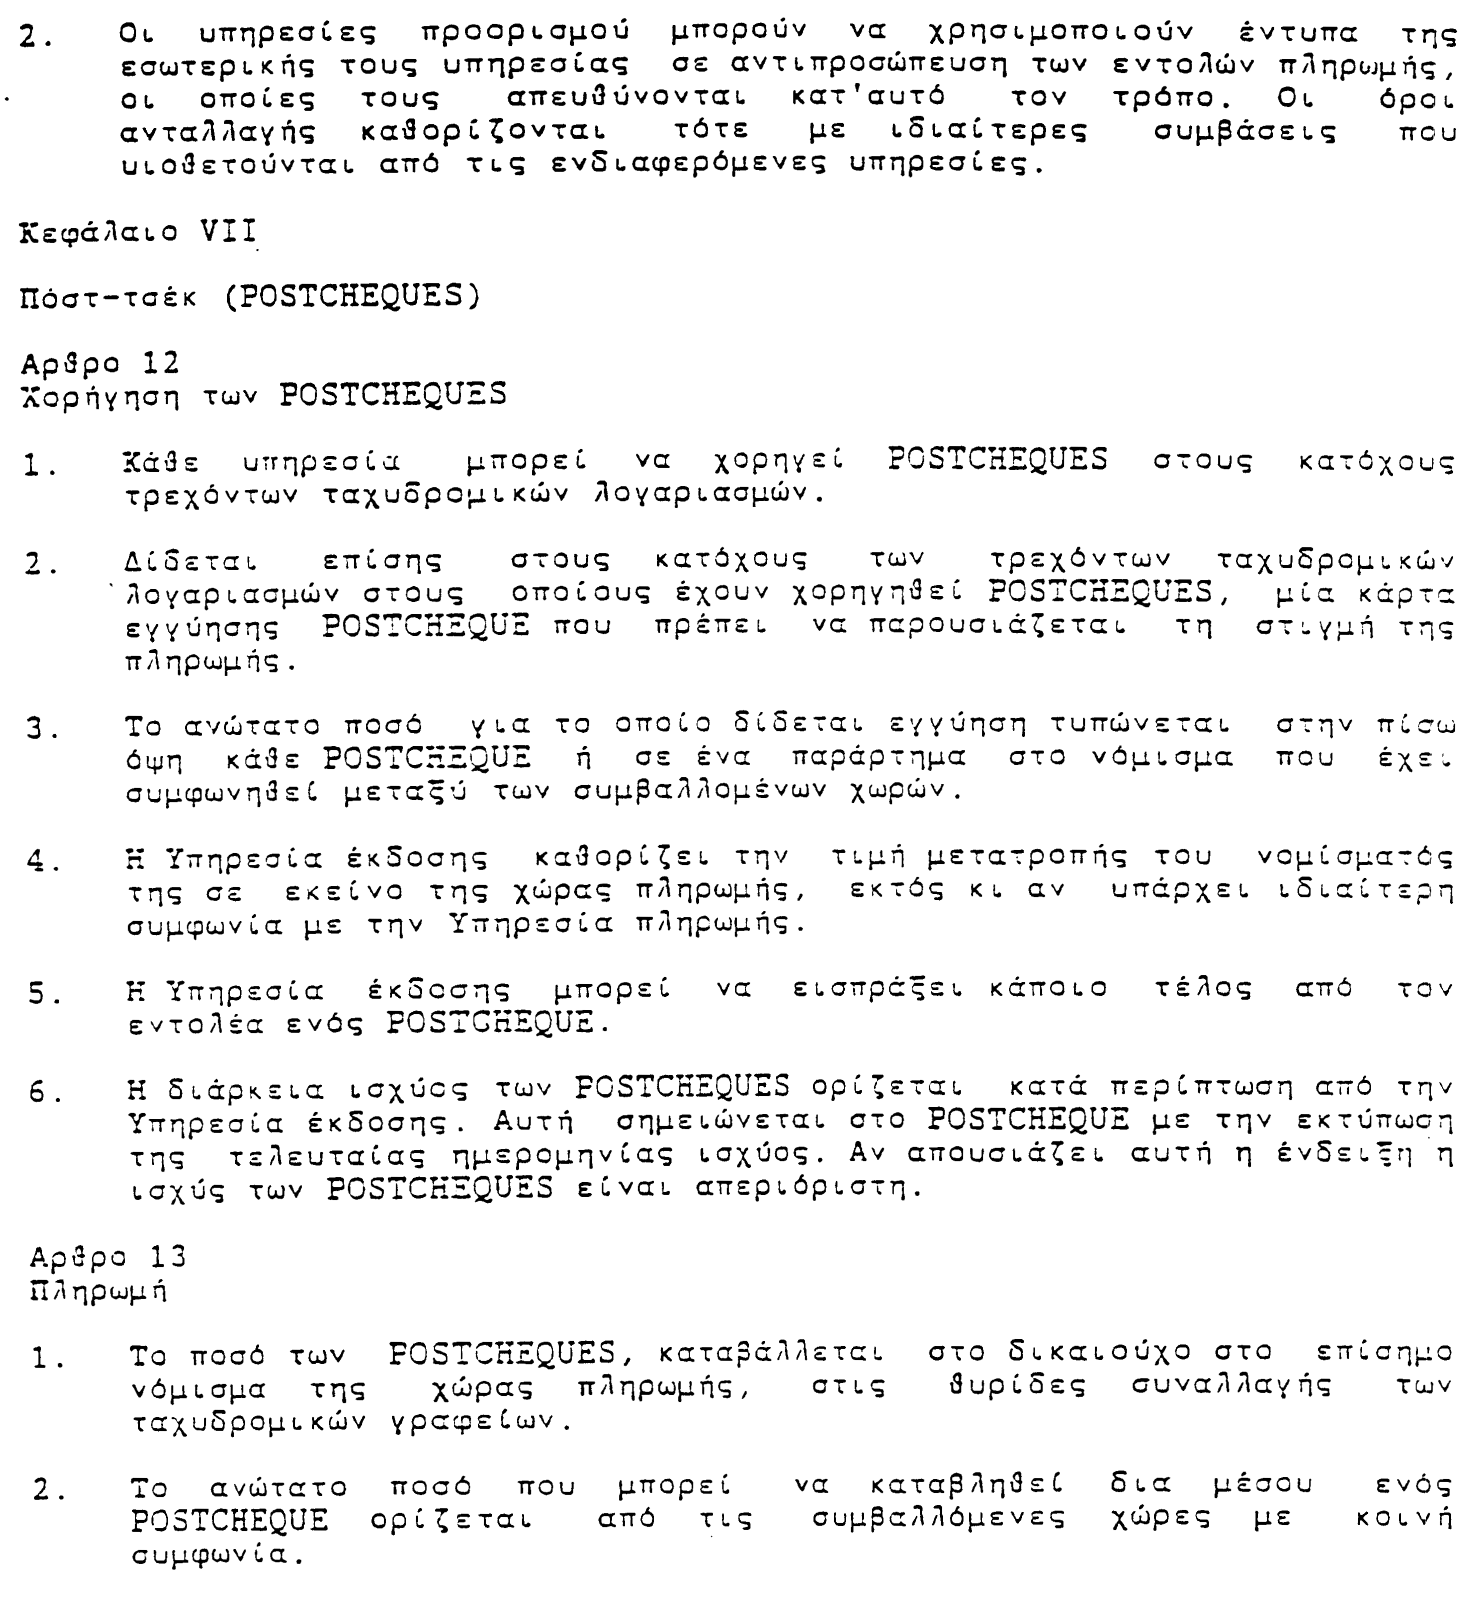 2. Οι υπηρεσίες προορισμού μπορούν να χρησιμοποιούν έντυπα της
εσωτερικής τους υπηρεσίας σε αντιπροσώπευση των εντολών πληρωμής,
οι οποίες τους απευθύνονται κατ'αυτό τον τρόπο. Οι όροι
ανταλλαγής καθορίζονται τότε με ιδιαίτερες συμβάσεις που
υιοθετούνται από τις ενδιαφερόμενες υπηρεσίες.
Κεφάλαιο VII
Πόστ-τσέκ (POSTCHEQUES)
Αρθρο 12
Χορήγηση των POSTCHEQUES
1. Κάθε υπηρεσία μπορεί να χορηγεί POSTCHEQUES στους κατόχους
τρεχόντων ταχυδρομικών λογαριασμών.
2. Δίδεται επίσης στους κατόχους των τρεχόντων ταχυδρομικών
λογαριασμών στους οποίους έχουν χορηγηθεί POSTCHEQUES, μία κάρτα
εγγύησης POSTCHEQUE που πρέπει να παρουσιάζεται τη στιγμή της
πληρωμής.
3. Το ανώτατο ποσό για το οποίο δίδεται εγγύηση τυπώνεται στην πίσω
όψη κάθε POSTCHEQUE ή σε ένα παράρτημα στο νόμισμα που έχει
συμφωνηθεί μεταξύ των συμβαλλομένων χωρών.
4. Η Υπηρεσία έκδοσης καθορίζει την τιμή μετατροπής του νομίσματός
της σε εκείνο της χώρας πληρωμής, εκτός κι αν υπάρχει ιδιαίτερη
συμφωνία με την Υπηρεσία πληρωμής.
5. Η Υπηρεσία έκδοσης μπορεί να εισπράξει κάποιο τέλος από τον
εντολέα ενός POSTCHEQUE.
6. Η διάρκεια ισχύος των POSTCHEQUES ορίζεται κατά περίπτωση από την
Υπηρεσία έκδοσης. Αυτή σημειώνεται στο POSTCHEQUE με την εκτύπωση
της τελευταίας ημερομηνίας ισχύος. Αν απουσιάζει αυτή η ένδειξη η
ισχύς των POSTCHEQUES είναι απεριόριστη.
Αρθρο 13
Πληρωμή
1. Το ποσό των POSTCHEQUES, καταβάλλεται στο δικαιούχο στο επίσημο
νόμισμα της χώρας πληρωμής, στις θυρίδες συναλλαγής των
ταχυδρομικών γραφείων.
2. Το ανώτατο ποσό που μπορεί να καταβληθεί δια μέσου ενός
POSTCHEQUE ορίζεται από τις συμβαλλόμενες χώρες με κοινή
συμφωνία.